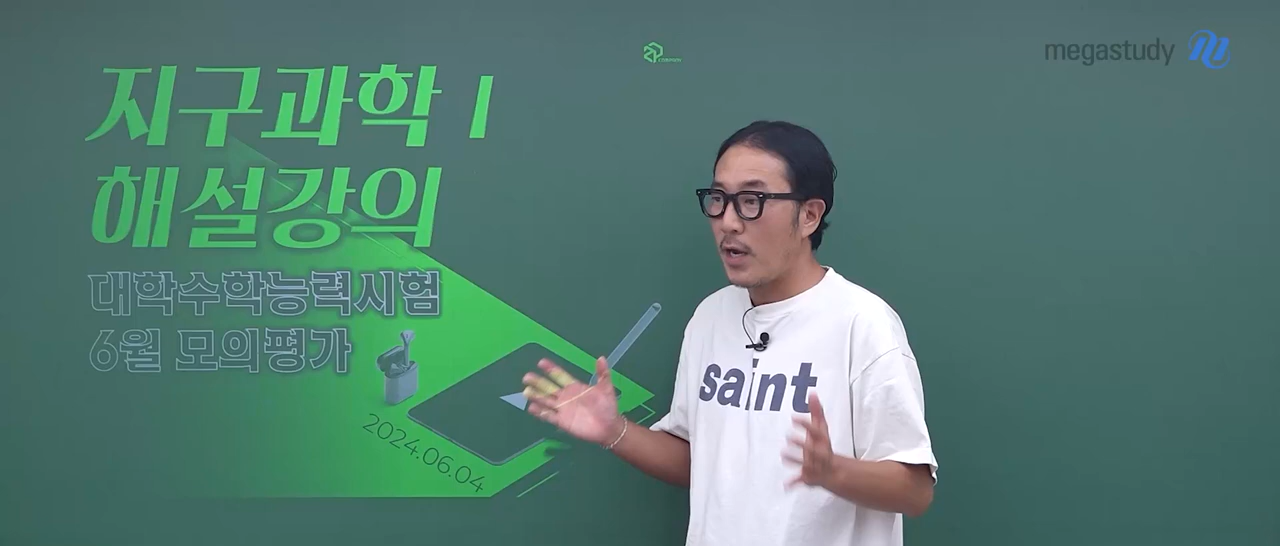 megastudy
지구과학 I
해설강의
대학수학능력시험
6월 모의평가
2024.06.04
saint